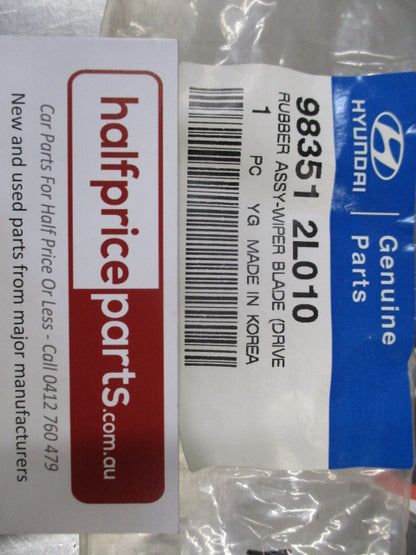 HYUNDAI
Genuine
Parts
98351 2L010
RUBBER ASSY-WIPER BLADE (DRIVE
1 PC YG MADE IN KOREA
halfpriceparts.com.au
Car Parts For Half Price Or Less - Call 0412 760 479
New and used parts from major manufacturers